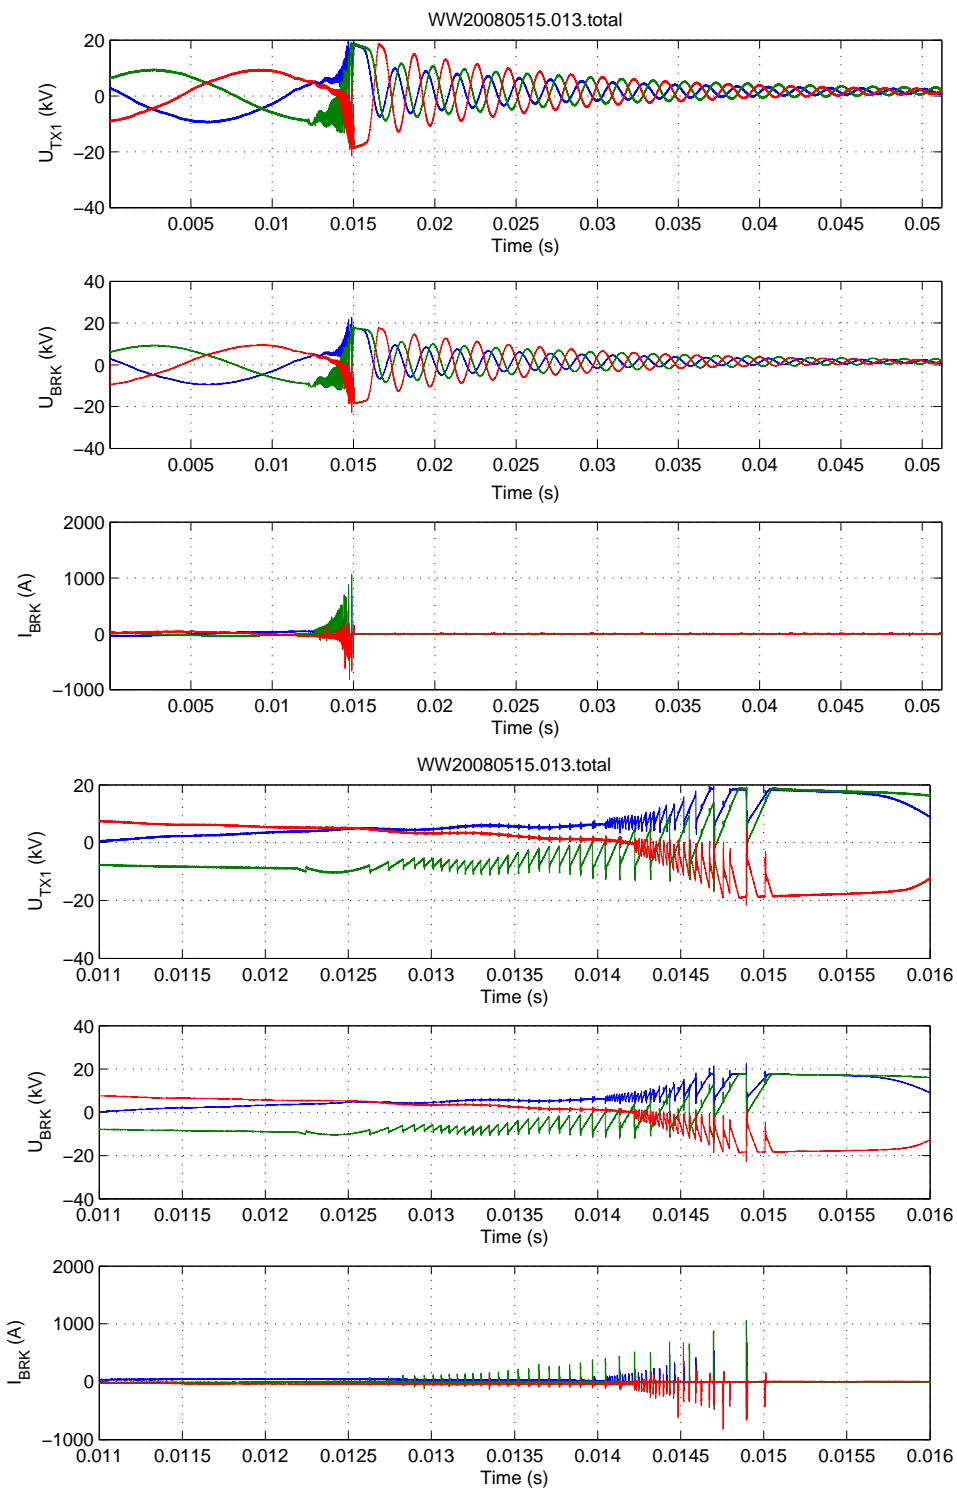 WW20080515.013.total
20
0
−20
−40
U_TX1 (kV)
0.005 0.01 0.015 0.02 0.025 0.03 0.035 0.04 0.045 0.05
Time (s)
40
20
0
−20
−40
U_BRK (kV)
0.005 0.01 0.015 0.02 0.025 0.03 0.035 0.04 0.045 0.05
Time (s)
2000
1000
0
−1000
I_BRK (A)
0.005 0.01 0.015 0.02 0.025 0.03 0.035 0.04 0.045 0.05
Time (s)
WW20080515.013.total
20
0
−20
−40
U_TX1 (kV)
0.011 0.0115 0.012 0.0125 0.013 0.0135 0.014 0.0145 0.015 0.0155 0.016
Time (s)
40
20
0
−20
−40
U_BRK (kV)
0.011 0.0115 0.012 0.0125 0.013 0.0135 0.014 0.0145 0.015 0.0155 0.016
Time (s)
2000
1000
0
−1000
I_BRK (A)
0.011 0.0115 0.012 0.0125 0.013 0.0135 0.014 0.0145 0.015 0.0155 0.016
Time (s)